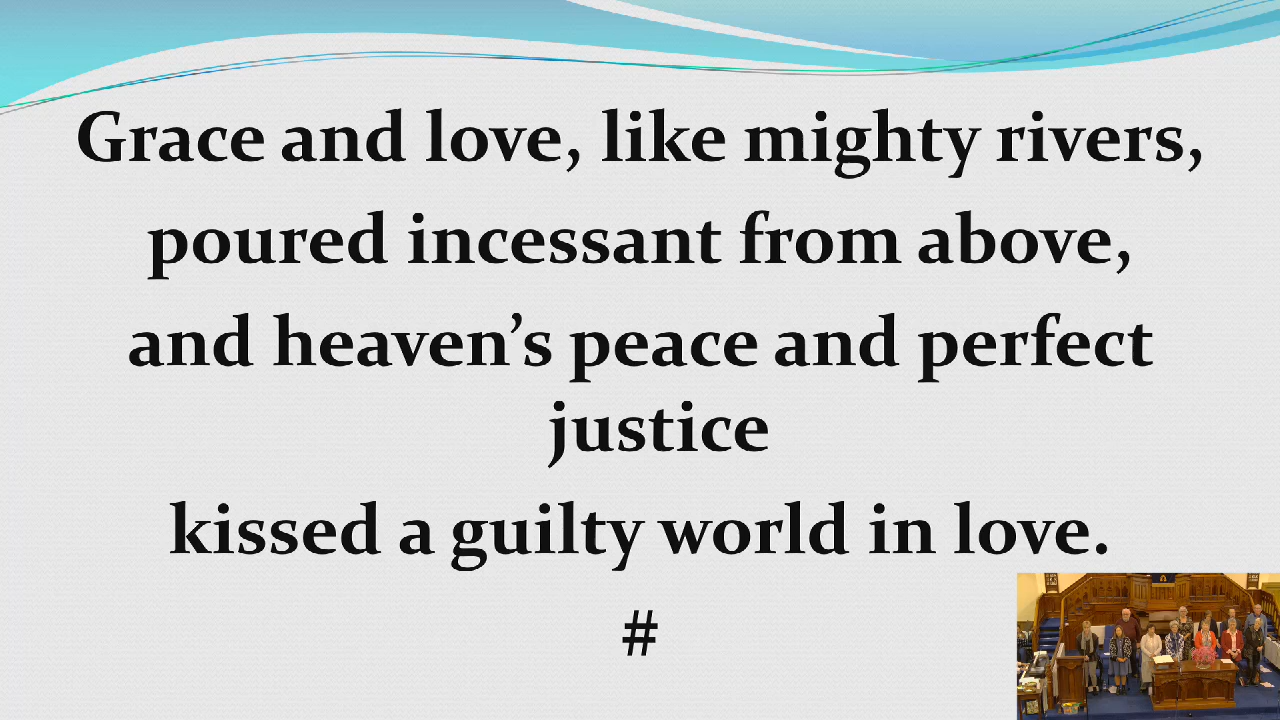 Grace and love, like mighty rivers,
poured incessant from above,
and heaven’s peace and perfect
justice
kissed a guilty world in love.
#